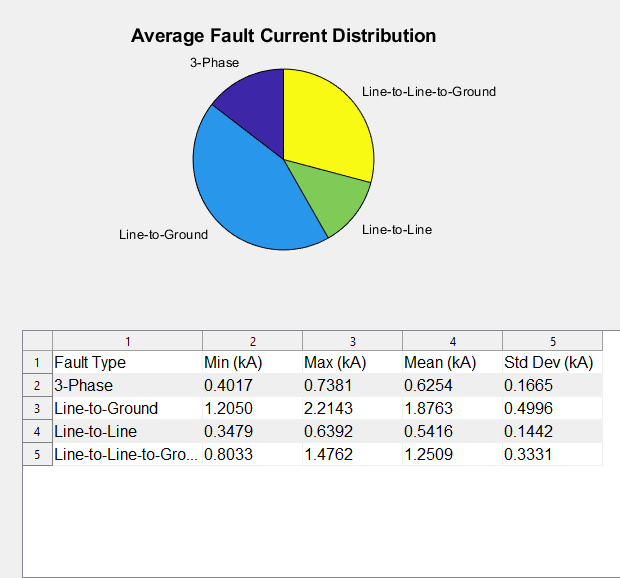 Average Fault Current Distribution
3-Phase
Line-to-Line-to-Ground
Line-to-Ground
Line-to-Line
1 2 3 4 5
1 Fault Type Min (kA) Max (kA) Mean (kA) Std Dev (kA)
2 3-Phase 0.4017 0.7381 0.6254 0.1665
3 Line-to-Ground 1.2050 2.2143 1.8763 0.4996
4 Line-to-Line 0.3479 0.6392 0.5416 0.1442
5 Line-to-Line-to-Gro... 0.8033 1.4762 1.2509 0.3331